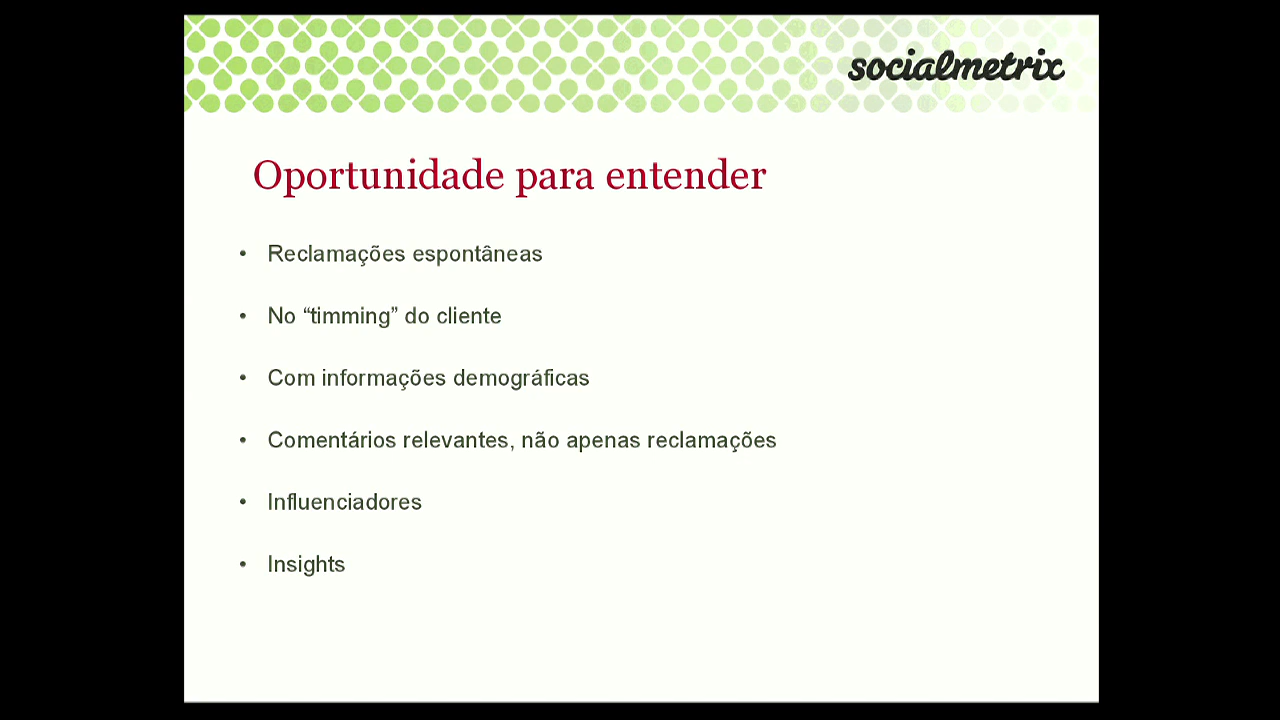 socialmetrix
Oportunidade para entender
• Reclamações espontâneas
• No “timming” do cliente
• Com informações demográficas
• Comentários relevantes, não apenas reclamações
• Influenciadores
• Insights